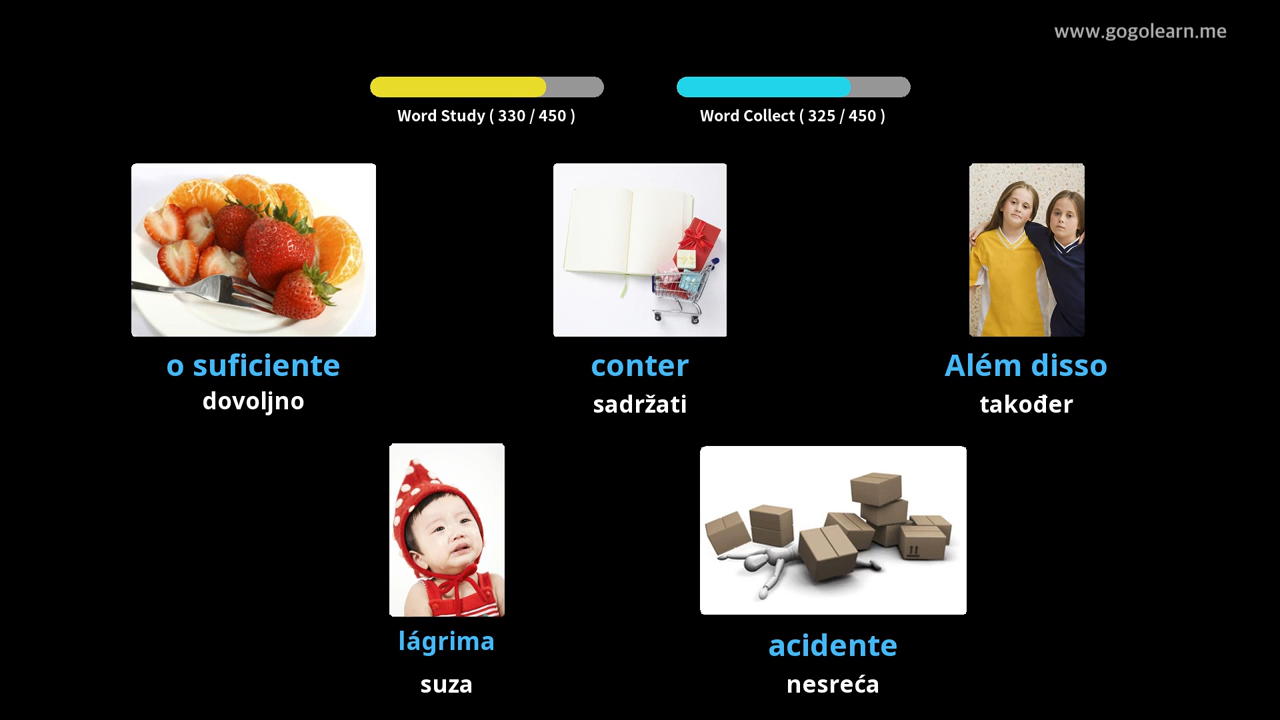 www.gogolearn.me
Word Study ( 330 / 450 )
Word Collect ( 325 / 450 )
o suficiente
dovoljno
conter
sadržati
Além disso
također
lágrima
suza
acidente
nesreća